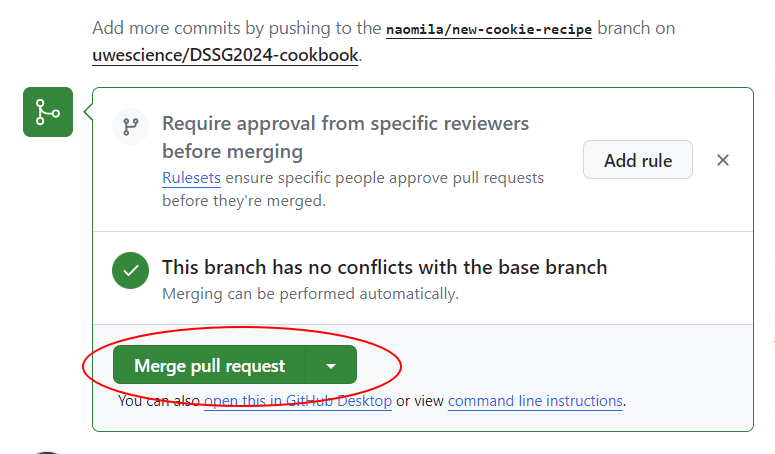 Add more commits by pushing to the naomila/new-cookie-recipe branch on
uwescience/DSSG2024-cookbook.
Require approval from specific reviewers
before merging
Add rule
Rulesets ensure specific people approve pull requests
before they're merged.
This branch has no conflicts with the base branch
Merging can be performed automatically.
Merge pull request
You can also open this in GitHub Desktop or view command line instructions.